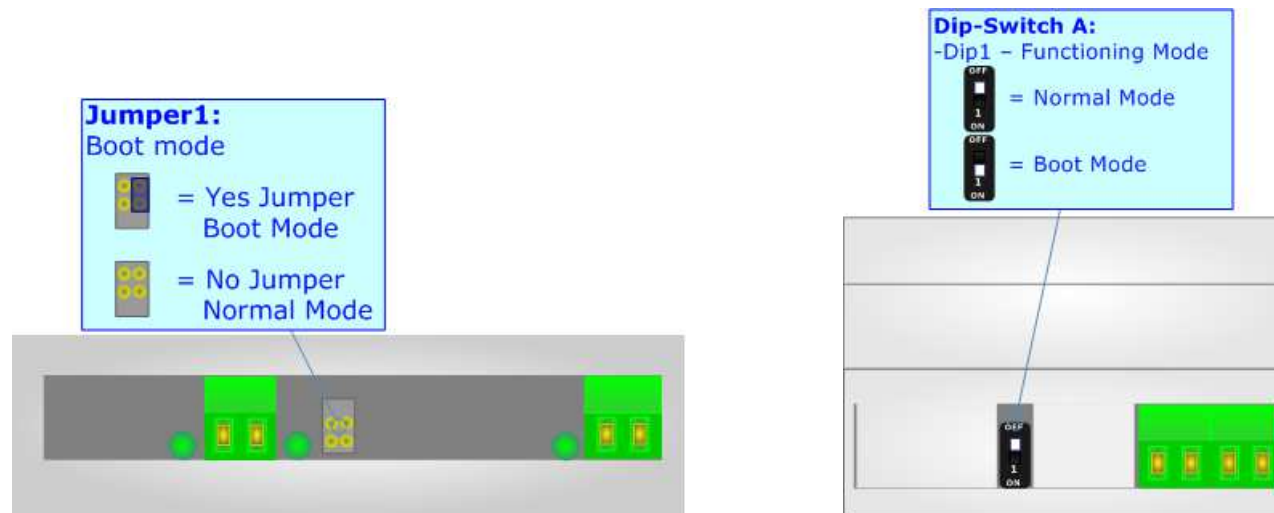 Jumper1:
Boot mode
= Yes Jumper
Boot Mode
= No Jumper
Normal Mode
Dip-Switch A:
-Dip1 – Functioning Mode
OFF
1
ON
= Normal Mode
OFF
1
ON
= Boot Mode
OFF
1
ON